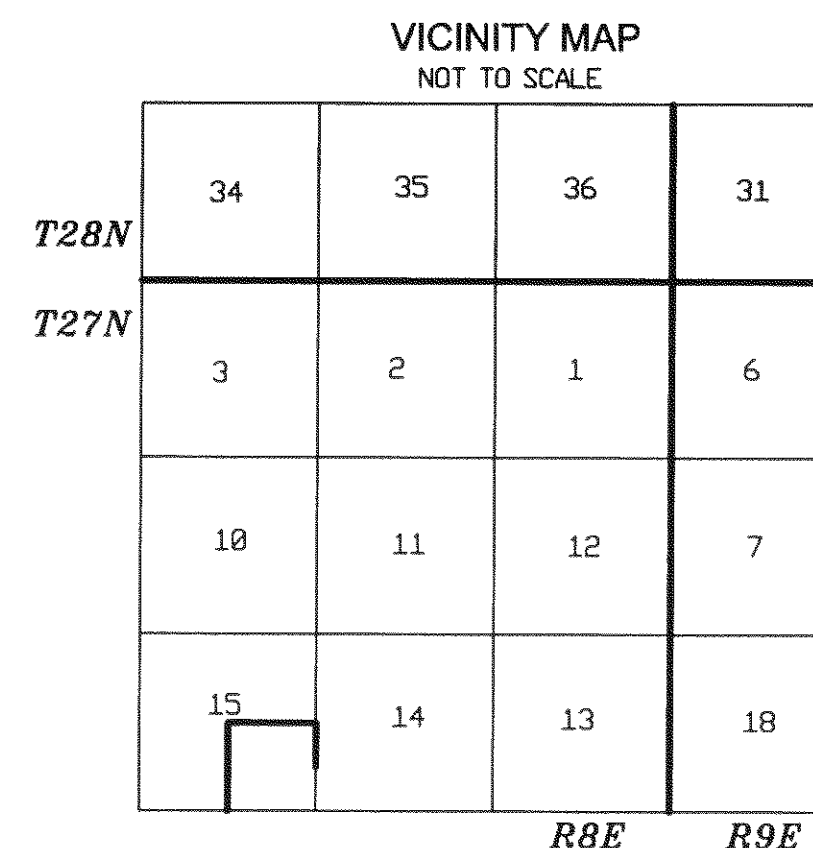 VICINITY MAP
NOT TO SCALE
34 35 36 31
T28N
T27N
3 2 1 6
10 11 12 7
15 14 13 18
R8E R9E